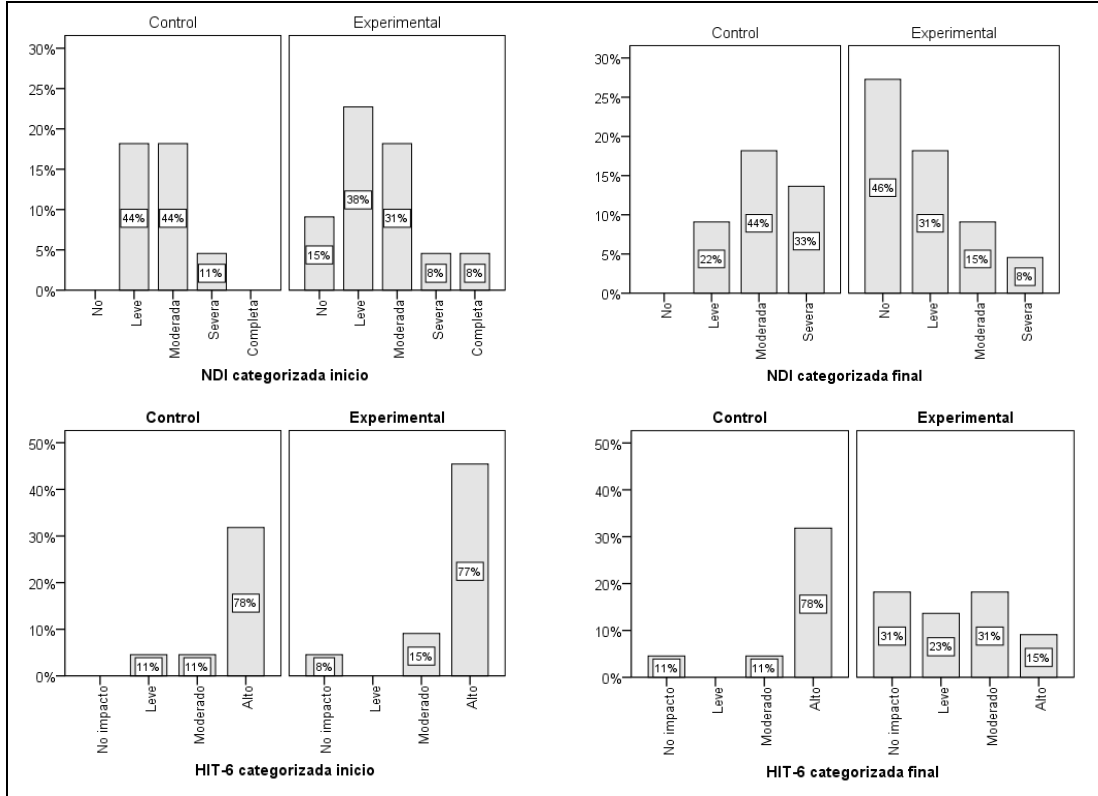 Control Experimental
30%
25%
20%
15%
10%
5%
0%
44% 44% 11% 15% 38% 31% 8% 8%
No Leve Moderada Severa Completa No Leve Moderada Severa Completa
NDI categorizada inicio
Control Experimental
30%
25%
20%
15%
10%
5%
0%
22% 44% 33% 46% 31% 15% 8%
No Leve Moderada Severa No Leve Moderada Severa
NDI categorizada final
Control Experimental
50%
40%
30%
20%
10%
0%
11% 11% 78% 8% 15% 77%
No impacto Leve Moderado Alto No impacto Leve Moderado Alto
HIT-6 categorizada inicio
Control Experimental
50%
40%
30%
20%
10%
0%
11% 11% 78% 31% 23% 31% 15%
No impacto Leve Moderado Alto No impacto Leve Moderado Alto
HIT-6 categorizada final